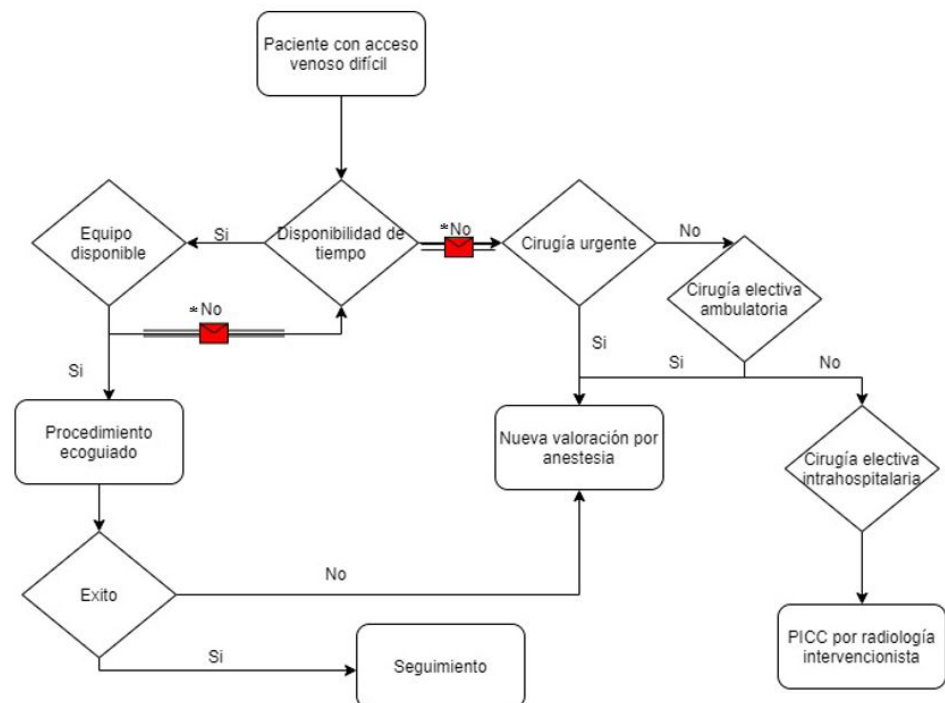 Paciente con acceso
venoso difícil
Equipo
disponible
Si
Disponibilidad de
tiempo
*No
Cirugía urgente
No
Cirugía electiva
ambulatoria
*No
Si
Si
Si
No
Procedimiento
ecoguiado
Nueva valoración por
anestesia
Cirugía electiva
intrahospitalaria
Exito
No
Si
Seguimiento
PICC por radiología
intervencionista